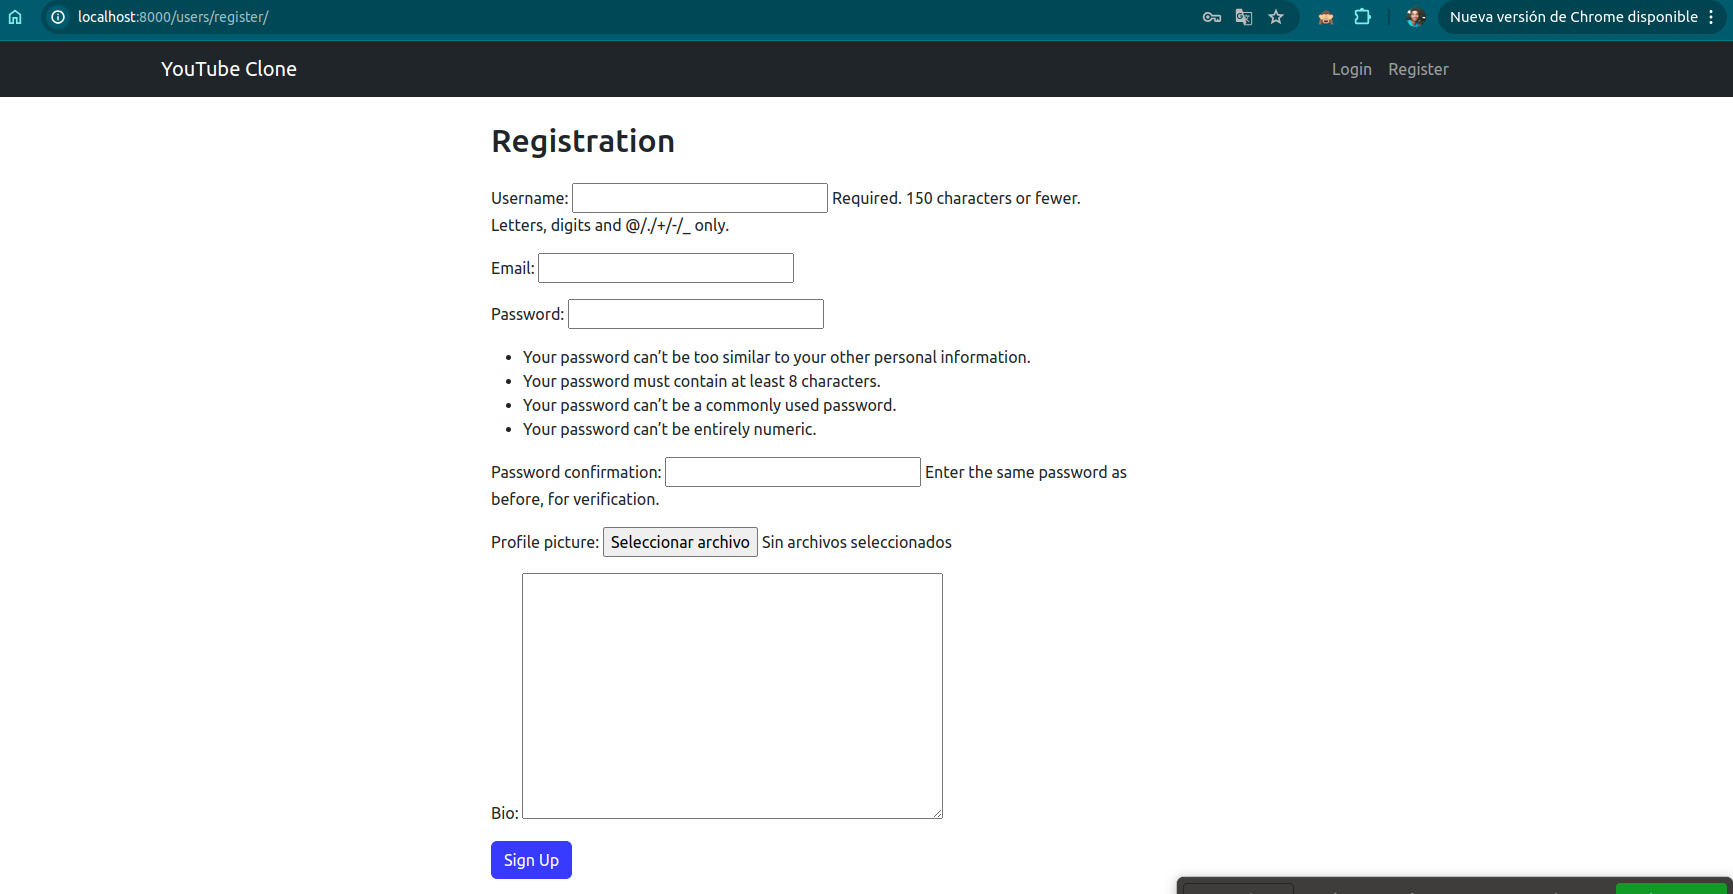 localhost:8000/users/register/
Nueva versión de Chrome disponible
YouTube Clone
Login Register
Registration
Username: Required. 150 characters or fewer.
Letters, digits and @/./+/-/_ only.
Email:
Password:
• Your password can’t be too similar to your other personal information.
• Your password must contain at least 8 characters.
• Your password can’t be a commonly used password.
• Your password can’t be entirely numeric.
Password confirmation: Enter the same password as
before, for verification.
Profile picture: Seleccionar archivo Sin archivos seleccionados
Bio:
Sign Up